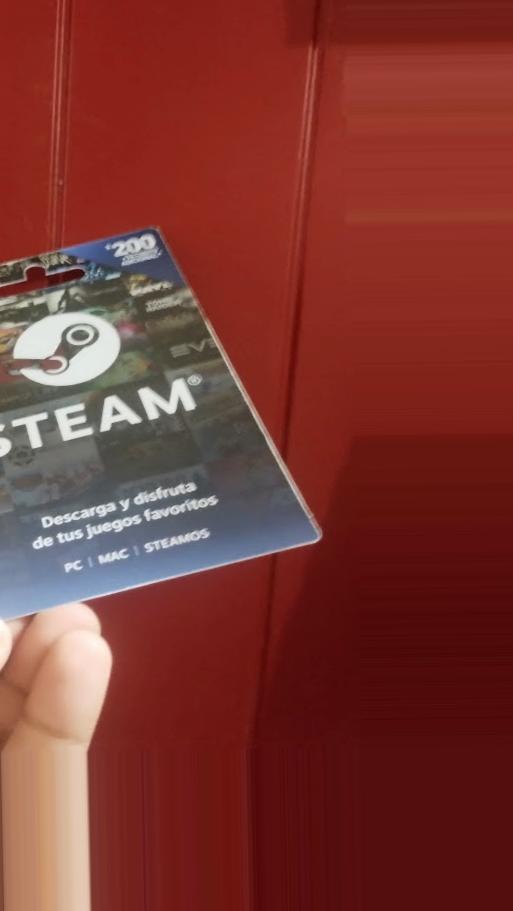 $200
STEAM®
Descarga y disfruta
de tus juegos favoritos
PC | MAC | STEAMOS